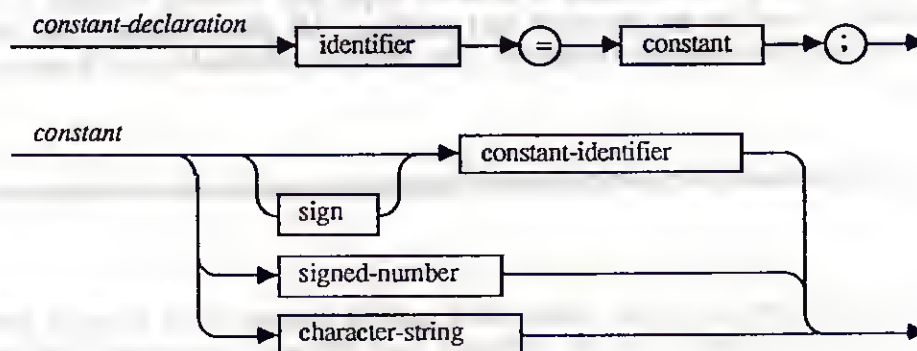 constant-declaration
identifier = constant ;
constant
constant-identifier
sign
signed-number
character-string